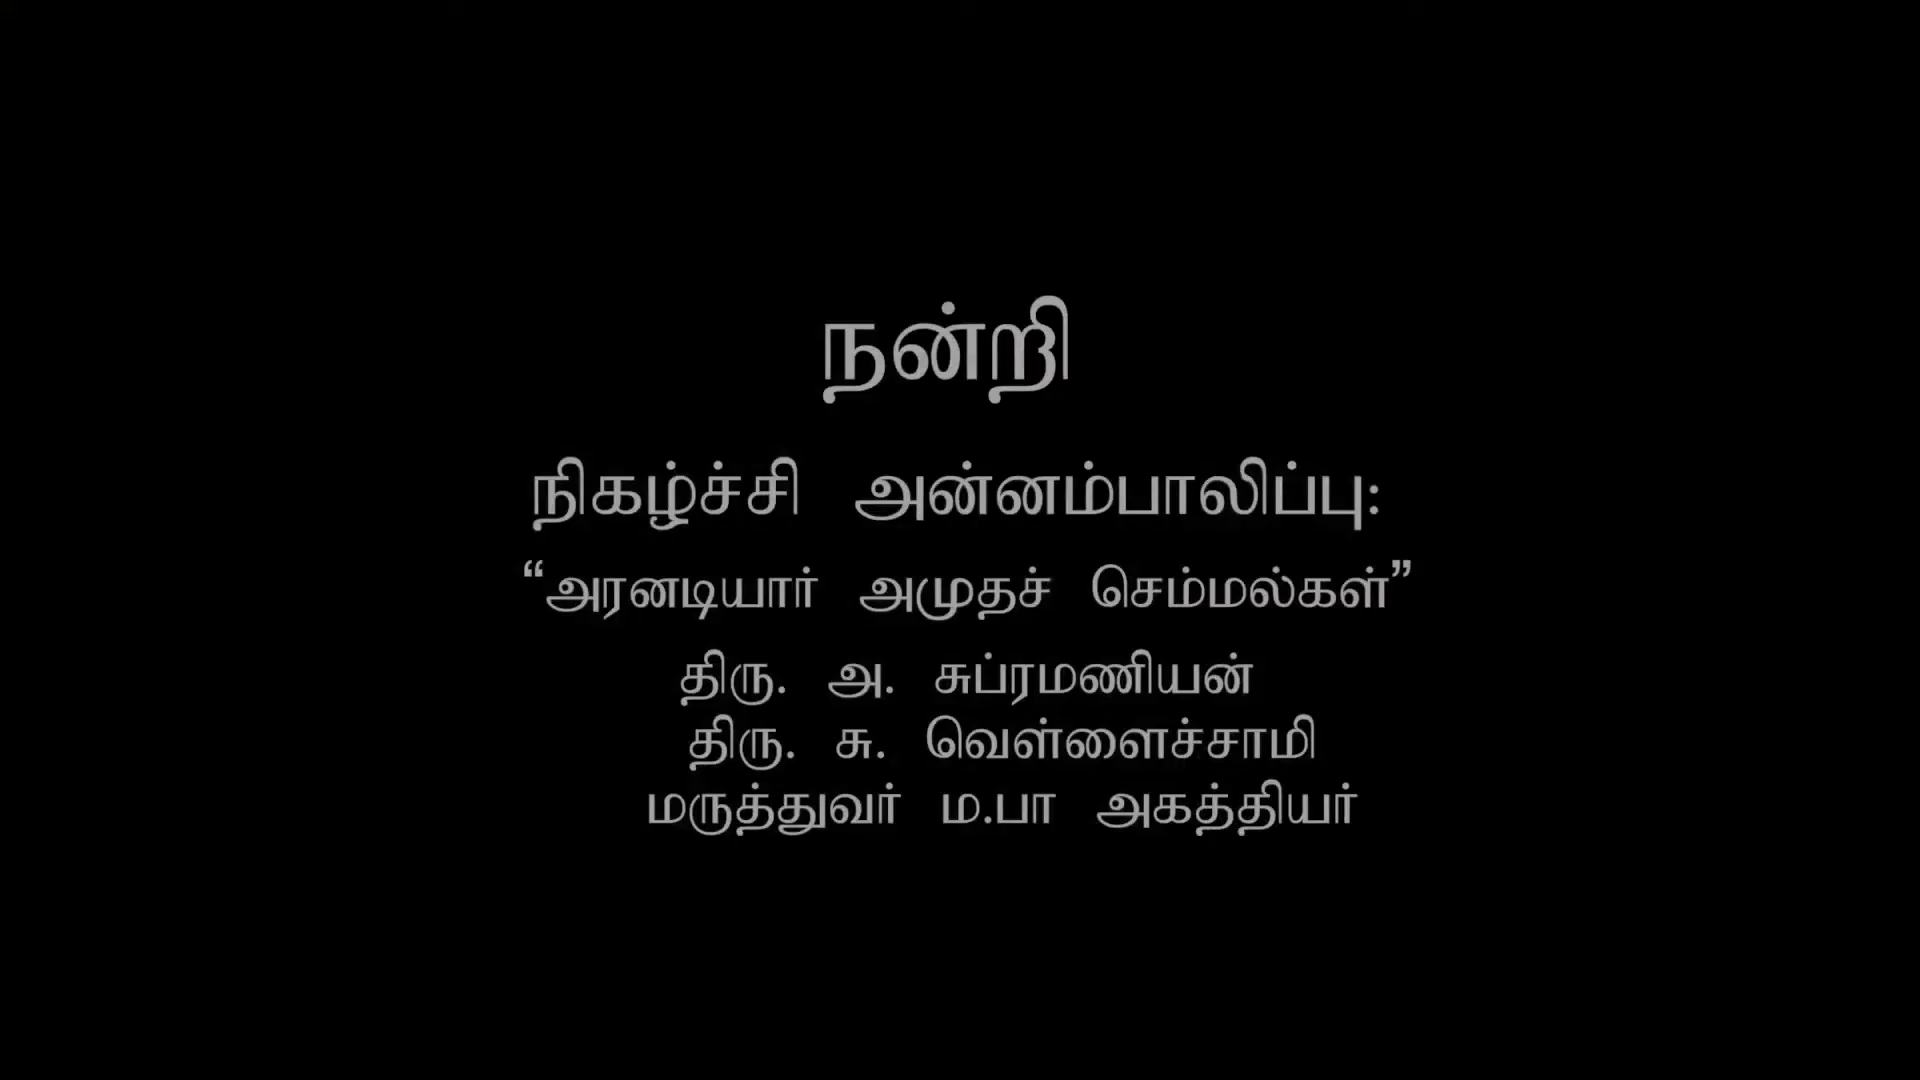 நன்றி
நிகழ்ச்சி அன்னம்பாலிப்பு:
“அரனடியார் அமுதச் செம்மல்கள்”
திரு. அ. சுப்ரமணியன்
திரு. சு. வெள்ளைச்சாமி
மருத்துவர் ம.பா அகத்தியர்